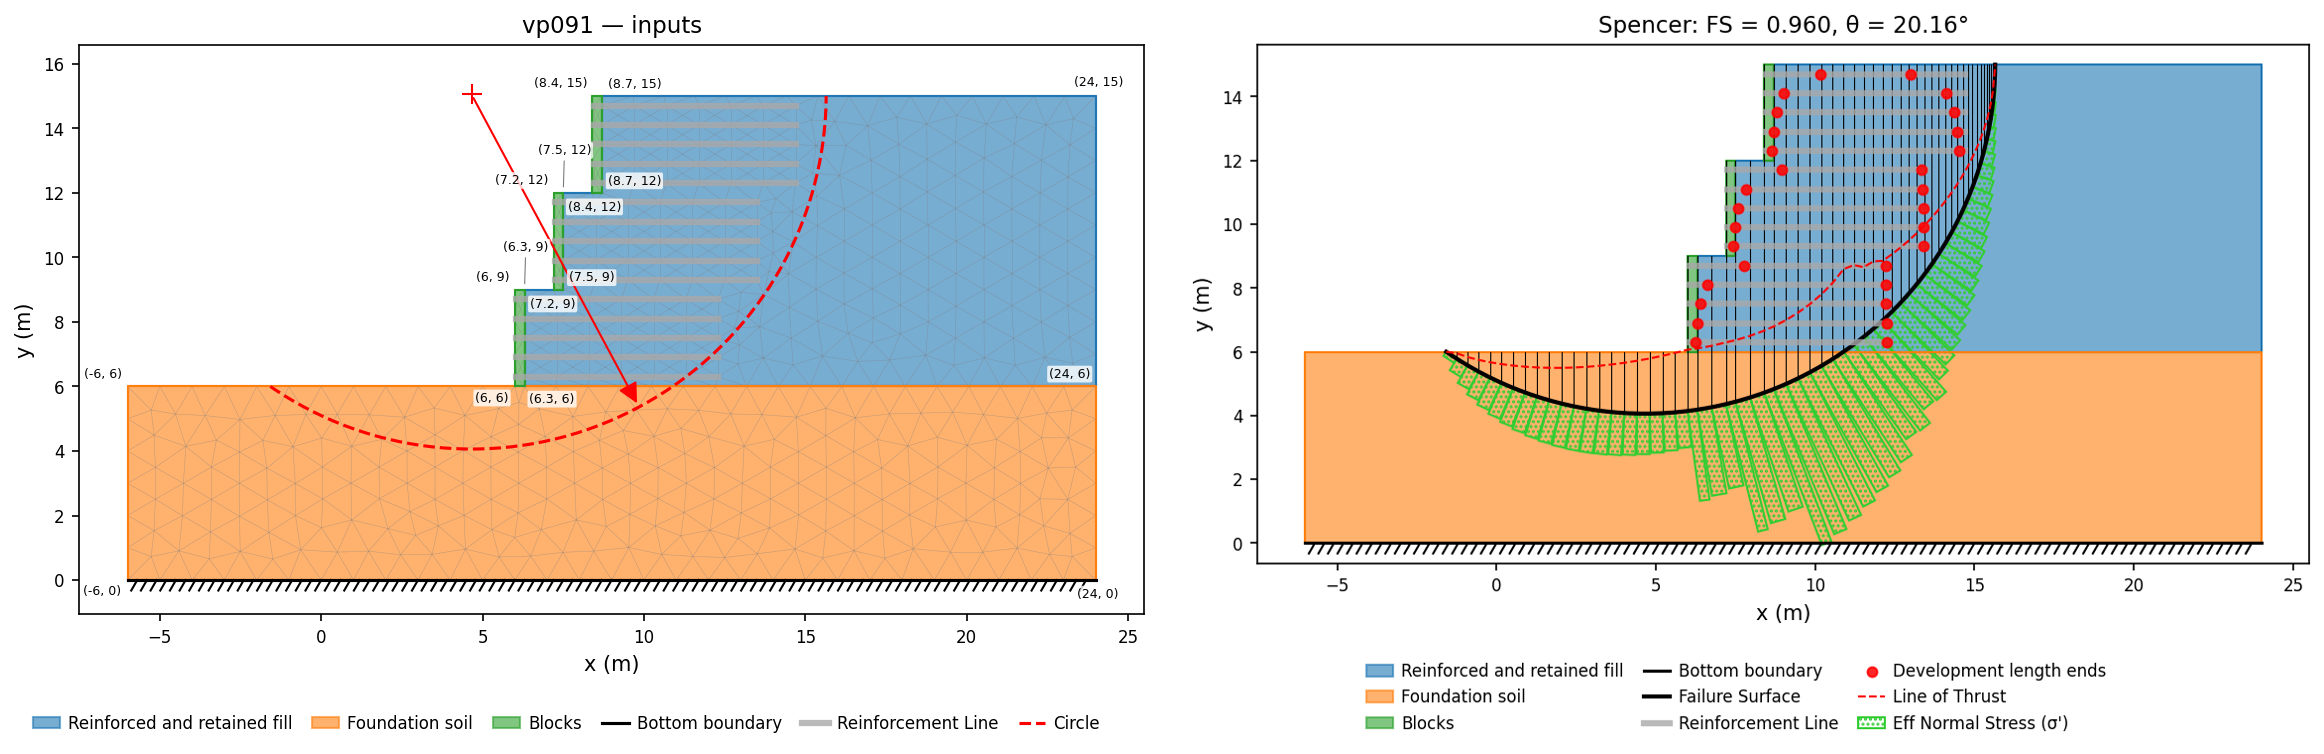 vp091 — inputs
y (m)
16
14
12
10
8
6
4
2
0
(8.4, 15)
(8.7, 15)
(24, 15)
(7.5, 12)
(7.2, 12)
(8.7, 12)
(8.4, 12)
(6.3, 9)
(6, 9)
(7.5, 9)
(7.2, 9)
(-6, 6)
(24, 6)
(6, 6)
(6.3, 6)
(-6, 0)
(24, 0)
−5 0 5 10 15 20 25
x (m)
Reinforced and retained fill Foundation soil Blocks Bottom boundary Reinforcement Line Circle
Spencer: FS = 0.960, θ = 20.16°
y (m)
14
12
10
8
6
4
2
0
−5 0 5 10 15 20 25
x (m)
Reinforced and retained fill Bottom boundary Development length ends
Foundation soil Failure Surface Line of Thrust
Blocks Reinforcement Line Eff Normal Stress (σ')